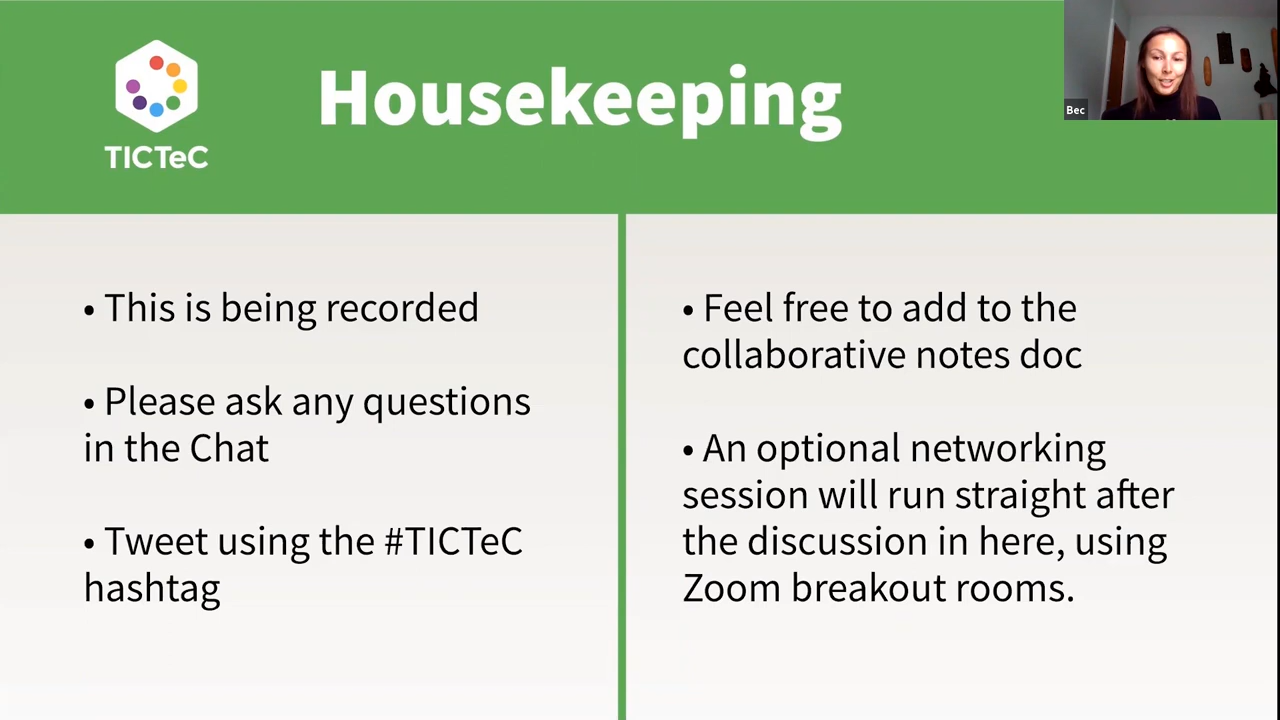 Housekeeping
TICTeC
Bec
• This is being recorded
• Please ask any questions
in the Chat
• Tweet using the #TICTeC
hashtag
• Feel free to add to the
collaborative notes doc
• An optional networking
session will run straight after
the discussion in here, using
Zoom breakout rooms.